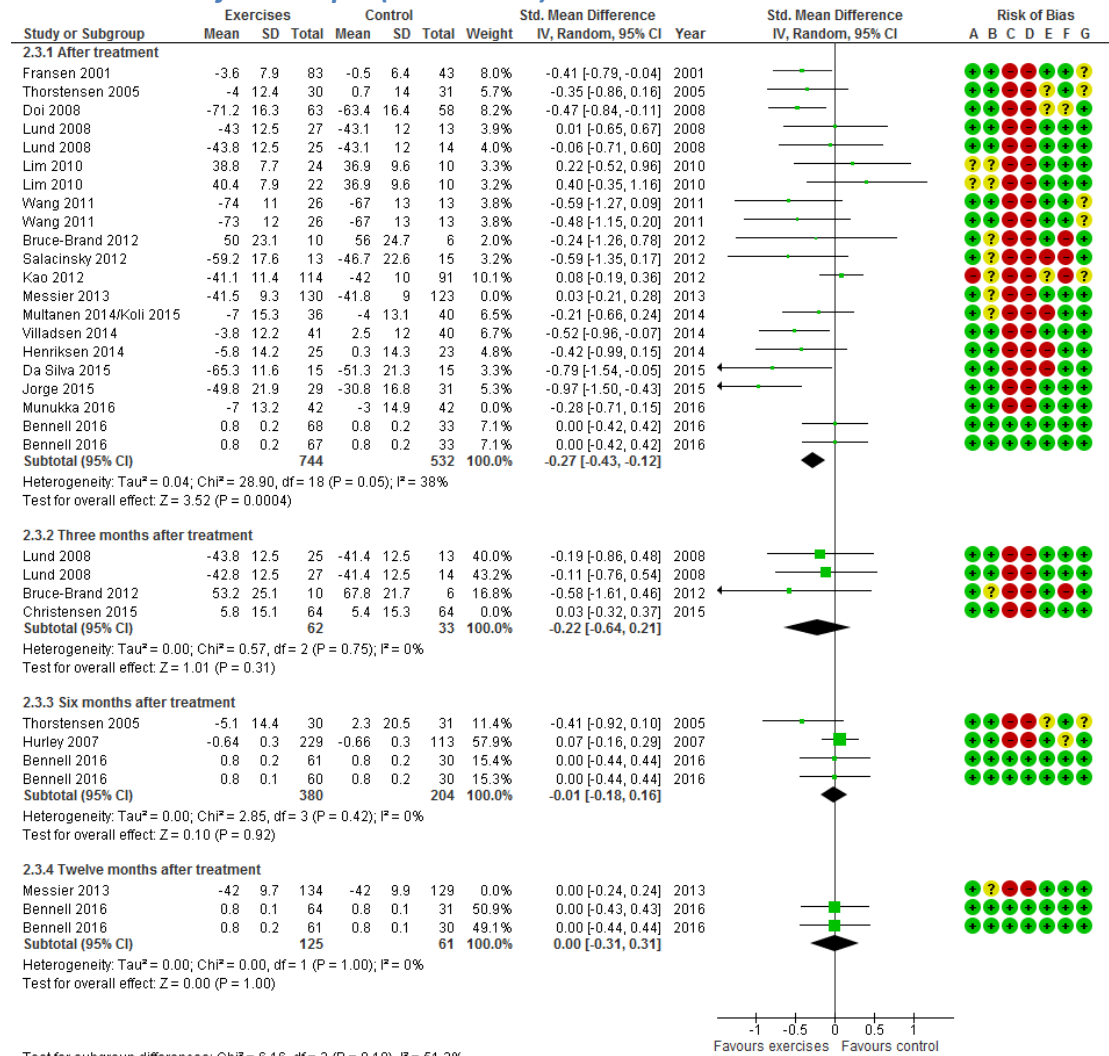 Exercises Control Std. Mean Difference Std. Mean Difference Risk of Bias
Study or Subgroup Mean SD Total Mean SD Total Weight IV, Random, 95% CI Year IV, Random, 95% CI A B C D E F G
2.3.1 After treatment
Fransen 2001 -3.6 7.9 83 -0.5 6.4 43 8.0% -0.41 [-0.79, -0.04] 2001 + + - - + + ?
Thorstensen 2005 -4 12.4 30 0.7 14 31 5.7% -0.35 [-0.86, 0.16] 2005 + + - - ? + ?
Doi 2008 -71.2 16.3 63 -63.4 16.4 58 8.2% -0.47 [-0.84, -0.11] 2008 + + - - ? ? +
Lund 2008 -43 12.5 27 -43.1 12 13 3.9% 0.01 [-0.65, 0.67] 2008 + + - - + + +
Lund 2008 -43.8 12.5 25 -43.1 12 14 4.0% -0.06 [-0.71, 0.60] 2008 + + - - + + +
Lim 2010 38.8 7.7 24 36.9 9.6 10 3.3% 0.22 [-0.52, 0.96] 2010 ? ? - - + + +
Lim 2010 40.4 7.9 22 36.9 9.6 10 3.2% 0.40 [-0.35, 1.16] 2010 ? ? - - + + +
Wang 2011 -74 11 26 -67 13 13 3.8% -0.59 [-1.27, 0.09] 2011 + + - - + + ?
Wang 2011 -73 12 26 -67 13 13 3.8% -0.48 [-1.15, 0.20] 2011 + + - - + + ?
Bruce-Brand 2012 50 23.1 10 56 24.7 6 2.0% -0.24 [-1.26, 0.78] 2012 + ? - - + - +
Salacinsky 2012 -59.2 17.6 13 -46.7 22.6 15 3.2% -0.59 [-1.35, 0.17] 2012 + ? - - - - +
Kao 2012 -41.1 11.4 114 -42 10 91 10.6% 0.08 [-0.19, 0.36] 2012 - ? - - ? - ?
Messier 2013 -41.5 9.3 130 -41.8 9 123 0.0% 0.03 [-0.21, 0.28] 2013 + ? - - + + +
Multanen 2014/Koli 2015 -7 15.3 36 -4 13.1 40 6.6% -0.21 [-0.66, 0.24] 2014 + ? - - - + +
Villadsen 2014 -3.8 12.2 41 2.5 12 40 6.7% -0.52 [-0.96, -0.07] 2014 + + - - + + +
Henriksen 2014 -5.8 14.2 25 0.3 14.3 23 4.8% -0.42 [-0.99, 0.15] 2014 + + - - - + +
Da Silva 2015 -65.3 11.6 15 -51.3 21.3 15 3.3% -0.79 [-1.54, -0.05] 2015 + + - - - + +
Jorge 2015 -49.8 21.9 29 -30.8 16.8 31 5.3% -0.97 [-1.50, -0.43] 2015 + + - - + + +
Munukka 2016 -7 13.2 42 -3 14.9 42 0.0% -0.28 [-0.71, 0.15] 2016 + + - - + + +
Bennell 2016 0.8 0.2 68 0.8 0.2 33 7.1% 0.00 [-0.42, 0.42] 2016 + + + + + + +
Bennell 2016 0.8 0.2 67 0.8 0.2 33 7.1% 0.00 [-0.42, 0.42] 2016 + + + + + + +
Subtotal (95% CI) 744 532 100.0% -0.27 [-0.43, -0.12]
Heterogeneity: Tau² = 0.04; Chi² = 28.90, df = 18 (P = 0.05); I² = 38%
Test for overall effect: Z = 3.52 (P = 0.0004)
2.3.2 Three months after treatment
Lund 2008 -43.8 12.5 25 -41.4 12.5 13 40.0% -0.19 [-0.86, 0.48] 2008 + + - - + + +
Lund 2008 -42.8 12.5 27 -41.4 12.5 14 43.2% -0.11 [-0.76, 0.54] 2008 + + - - + + +
Bruce-Brand 2012 53.2 25.1 10 67.8 21.7 6 16.8% -0.58 [-1.61, 0.46] 2012 + ? - - + - +
Christensen 2015 5.8 15.1 64 5.4 15.3 64 0.0% 0.03 [-0.32, 0.37] 2015 + + - - + + +
Subtotal (95% CI) 62 33 100.0% -0.22 [-0.64, 0.21]
Heterogeneity: Tau² = 0.00; Chi² = 0.57, df = 2 (P = 0.75); I² = 0%
Test for overall effect: Z = 1.01 (P = 0.31)
2.3.3 Six months after treatment
Thorstensen 2005 -5.1 14.4 30 2.3 20.5 31 11.4% -0.41 [-0.92, 0.10] 2005 + + - - ? + ?
Hurley 2007 -0.64 0.3 229 -0.66 0.3 113 57.9% 0.07 [-0.16, 0.29] 2007 + + - - + ? +
Bennell 2016 0.8 0.2 61 0.8 0.2 30 15.4% 0.00 [-0.44, 0.44] 2016 + + + + + + +
Bennell 2016 0.8 0.1 60 0.8 0.2 30 15.3% 0.00 [-0.44, 0.44] 2016 + + + + + + +
Subtotal (95% CI) 380 204 100.0% -0.01 [-0.18, 0.16]
Heterogeneity: Tau² = 0.00; Chi² = 2.85, df = 3 (P = 0.42); I² = 0%
Test for overall effect: Z = 0.10 (P = 0.92)
2.3.4 Twelve months after treatment
Messier 2013 -42 9.7 134 -42 9.9 129 0.0% 0.00 [-0.24, 0.24] 2013 + ? - - + + +
Bennell 2016 0.8 0.1 64 0.8 0.1 31 50.9% 0.00 [-0.43, 0.43] 2016 + + + + + + +
Bennell 2016 0.8 0.2 61 0.8 0.1 30 49.1% 0.00 [-0.44, 0.44] 2016 + + + + + + +
Subtotal (95% CI) 125 61 100.0% 0.00 [-0.31, 0.31]
Heterogeneity: Tau² = 0.00; Chi² = 0.00, df = 1 (P = 1.00); I² = 0%
Test for overall effect: Z = 0.00 (P = 1.00)
-1 -0.5 0 0.5 1
Favours exercises Favours control